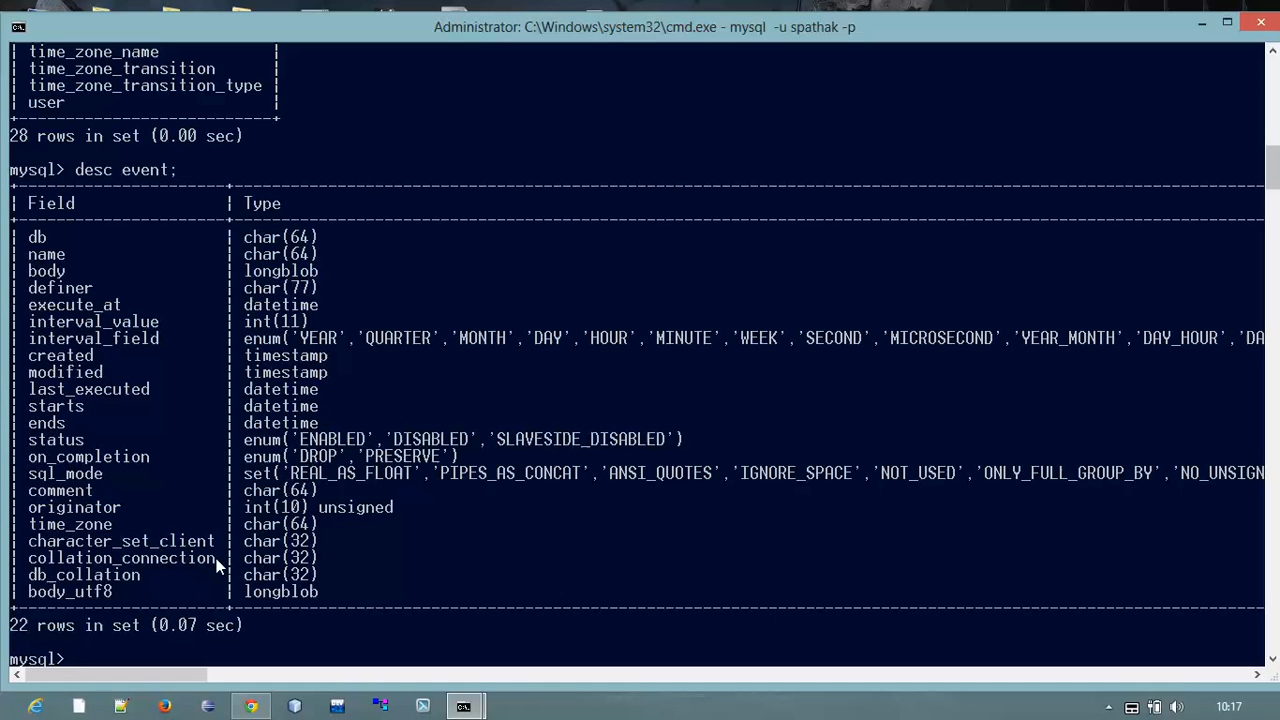 Administrator: C:\Windows\system32\cmd.exe - mysql  -u spathak -p
| time_zone_name            |
| time_zone_transition      |
| time_zone_transition_type |
| user                      |
+---------------------------+
28 rows in set (0.00 sec)
mysql> desc event;
| Field                | Type
| db                   | char(64)
| name                 | char(64)
| body                 | longblob
| definer              | char(77)
| execute_at           | datetime
| interval_value       | int(11)
| interval_field       | enum('YEAR','QUARTER','MONTH','DAY','HOUR','MINUTE','WEEK','SECOND','MICROSECOND','YEAR_MONTH','DAY_HOUR','DA
| created              | timestamp
| modified             | timestamp
| last_executed        | datetime
| starts               | datetime
| ends                 | datetime
| status               | enum('ENABLED','DISABLED','SLAVESIDE_DISABLED')
| on_completion        | enum('DROP','PRESERVE')
| sql_mode             | set('REAL_AS_FLOAT','PIPES_AS_CONCAT','ANSI_QUOTES','IGNORE_SPACE','NOT_USED','ONLY_FULL_GROUP_BY','NO_UNSIGN
| comment              | char(64)
| originator           | int(10) unsigned
| time_zone            | char(64)
| character_set_client | char(32)
| collation_connection | char(32)
| db_collation         | char(32)
| body_utf8            | longblob
22 rows in set (0.07 sec)
mysql>
10:17